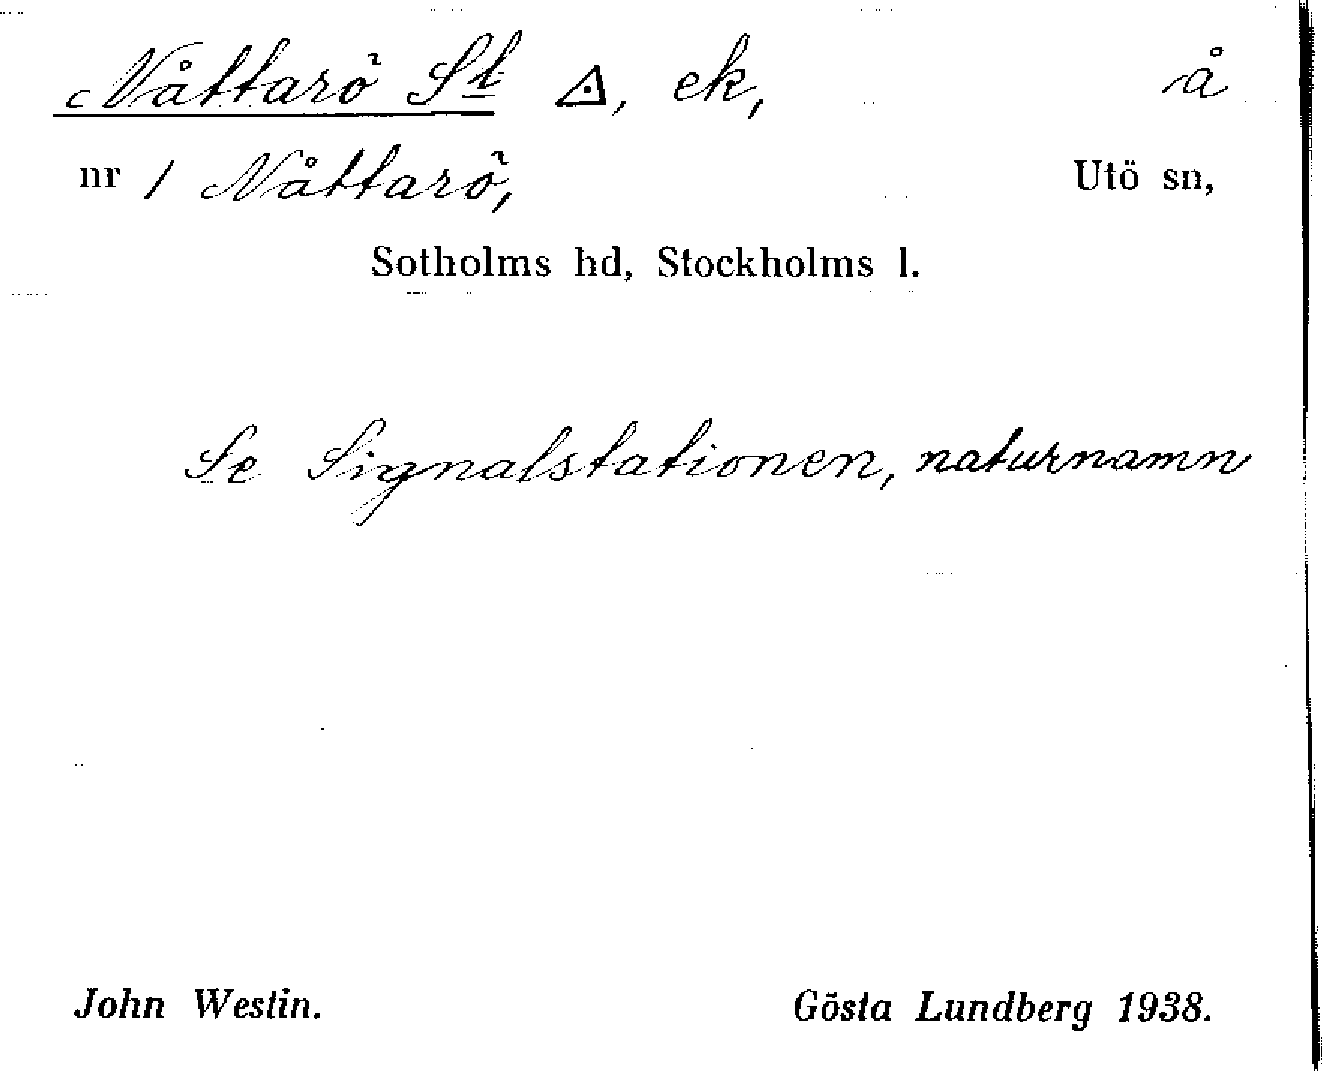 Nåttarö St ◬, ek, å
nr 1 Nåttarö, Utö sn,
Sotholms hd, Stockholms l.
Se Signalstationen, naturnamn
John Westin. Gösta Lundberg 1938.